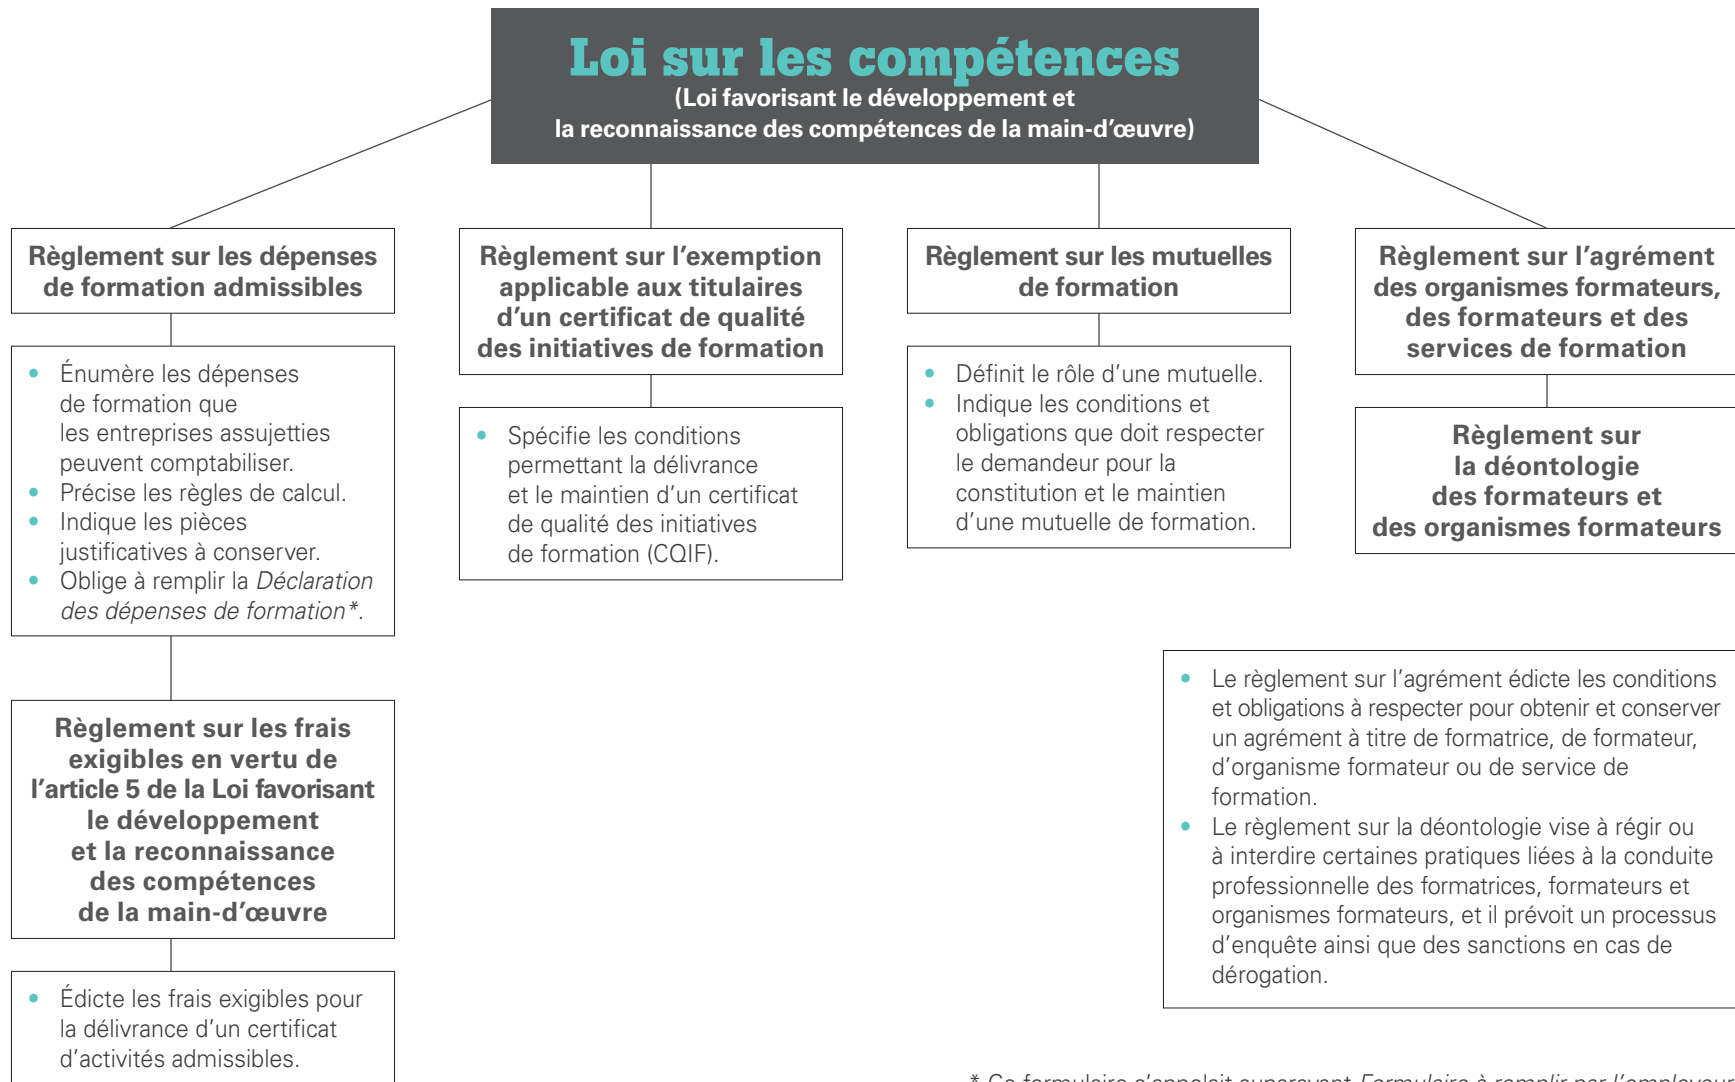 Loi sur les compétences
(Loi favorisant le développement et
la reconnaissance des compétences de la main-d’œuvre)
Règlement sur les dépenses
de formation admissibles
• Énumère les dépenses
de formation que
les entreprises assujetties
peuvent comptabiliser.
• Précise les règles de calcul.
• Indique les pièces
justificatives à conserver.
• Oblige à remplir la Déclaration
des dépenses de formation*.
Règlement sur les frais
exigibles en vertu de
l’article 5 de la Loi favorisant
le développement
et la reconnaissance
des compétences
de la main-d’œuvre
• Édicte les frais exigibles pour
la délivrance d’un certificat
d’activités admissibles.
Règlement sur l’exemption
applicable aux titulaires
d’un certificat de qualité
des initiatives de formation
• Spécifie les conditions
permettant la délivrance
et le maintien d’un certificat
de qualité des initiatives
de formation (CQIF).
Règlement sur les mutuelles
de formation
• Définit le rôle d’une mutuelle.
• Indique les conditions et
obligations que doit respecter
le demandeur pour la
constitution et le maintien
d’une mutuelle de formation.
Règlement sur l’agrément
des organismes formateurs,
des formateurs et des
services de formation
Règlement sur
la déontologie
des formateurs et
des organismes formateurs
• Le règlement sur l’agrément édicte les conditions
et obligations à respecter pour obtenir et conserver
un agrément à titre de formatrice, de formateur,
d’organisme formateur ou de service de
formation.
• Le règlement sur la déontologie vise à régir ou
à interdire certaines pratiques liées à la conduite
professionnelle des formatrices, formateurs et
organismes formateurs, et il prévoit un processus
d’enquête ainsi que des sanctions en cas de
dérogation.
* Ce formulaire s’appelait auparavant Formulaire à remplir par l’employeur